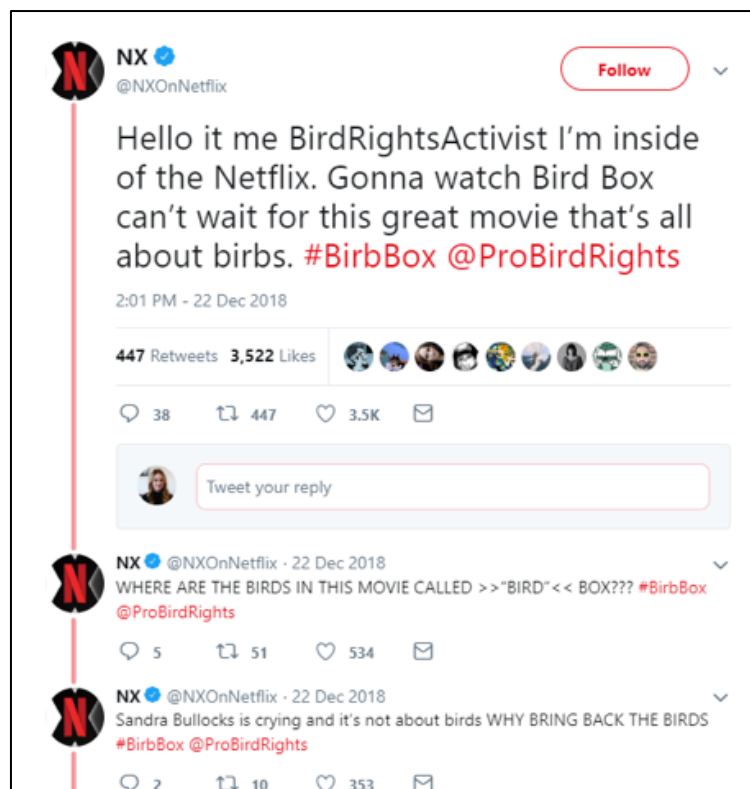 NX
Follow
@NXOnNetflix
Hello it me BirdRightsActivist I'm inside
of the Netflix. Gonna watch Bird Box
can't wait for this great movie that's all
about birbs. #BirbBox @ProBirdRights
2:01 PM - 22 Dec 2018
447 Retweets 3,522 Likes
38 447 3.5K
Tweet your reply
NX @NXOnNetflix · 22 Dec 2018
WHERE ARE THE BIRDS IN THIS MOVIE CALLED >>"BIRD"<< BOX??? #BirbBox
@ProBirdRights
5 51 534
NX @NXOnNetflix · 22 Dec 2018
Sandra Bullocks is crying and it's not about birds WHY BRING BACK THE BIRDS
#BirbBox @ProBirdRights
2 10 353